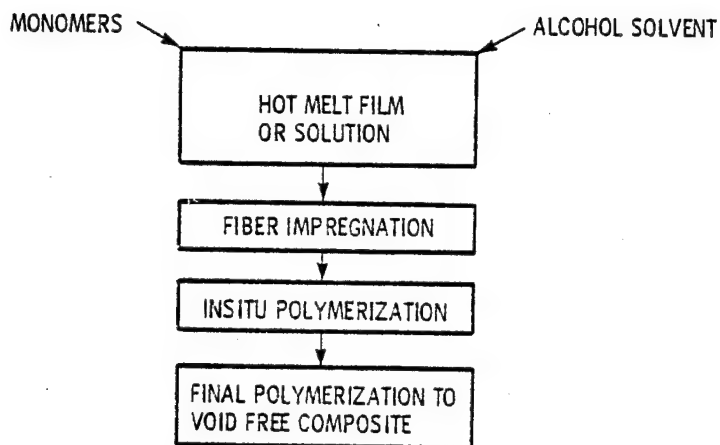 MONOMERS
ALCOHOL SOLVENT
HOT MELT FILM
OR SOLUTION
FIBER IMPREGNATION
INSITU POLYMERIZATION
FINAL POLYMERIZATION TO
VOID FREE COMPOSITE